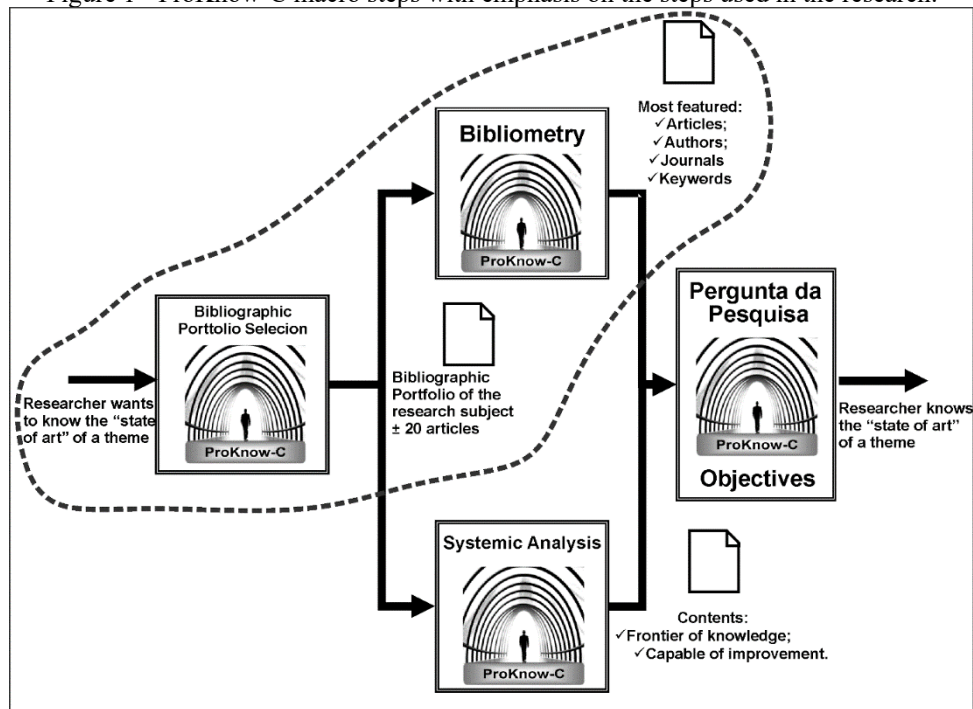 Figure 1 - ProKnow-C macro steps with emphasis on the steps used in the research.
Most featured:
✓Articles;
✓Authors;
✓Journals
✓Keywords
Bibliometry
ProKnow-C
Bibliographic
Porttolio Selecion
ProKnow-C
Researcher wants
to know the “state
of art” of a theme
Bibliographic
Portfolio of the
research subject
± 20 articles
Pergunta da
Pesquisa
ProKnow-C
Objectives
Researcher knows
the “state of art”
of a theme
Systemic Analysis
ProKnow-C
Contents:
✓Frontier of knowledge;
✓Capable of improvement.